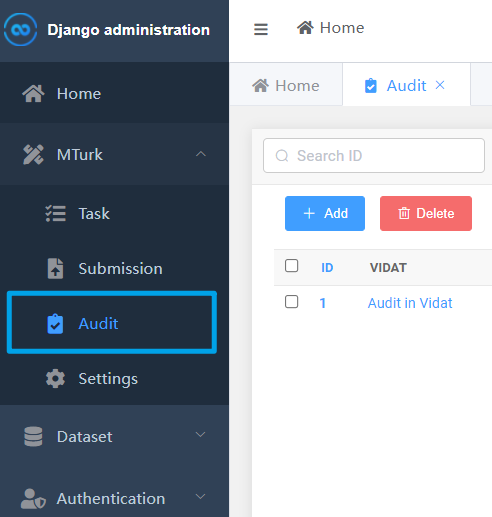 Django administration
Home
MTurk
Task
Submission
Audit
Settings
Dataset
Authentication
Home
Home
Audit
Search ID
Add
Delete
ID
VIDAT
1
Audit in Vidat